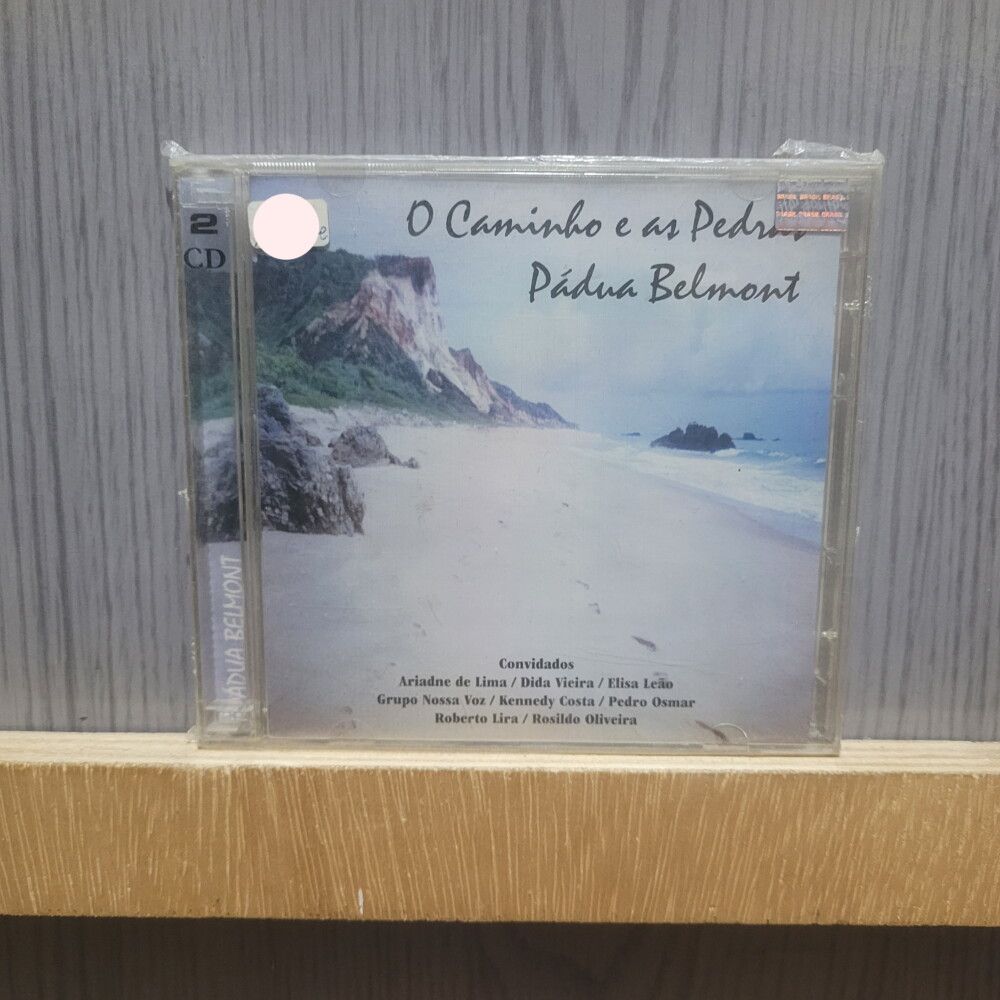 2
CD
O Caminho e as Pedras
Pádua Belmont
PÁDUA BELMONT
Convidados
Ariadne de Lima / Dida Vieira / Elisa Leão
Grupo Nossa Voz / Kennedy Costa / Pedro Osmar
Roberto Lira / Rosildo Oliveira